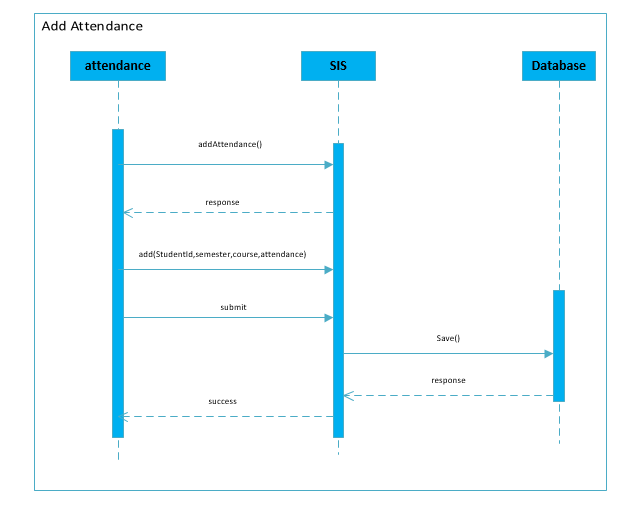 Add Attendance
attendance
SIS
Database
addAttendance()
response
add(StudentId,semester,course,attendance)
submit
Save()
response
success